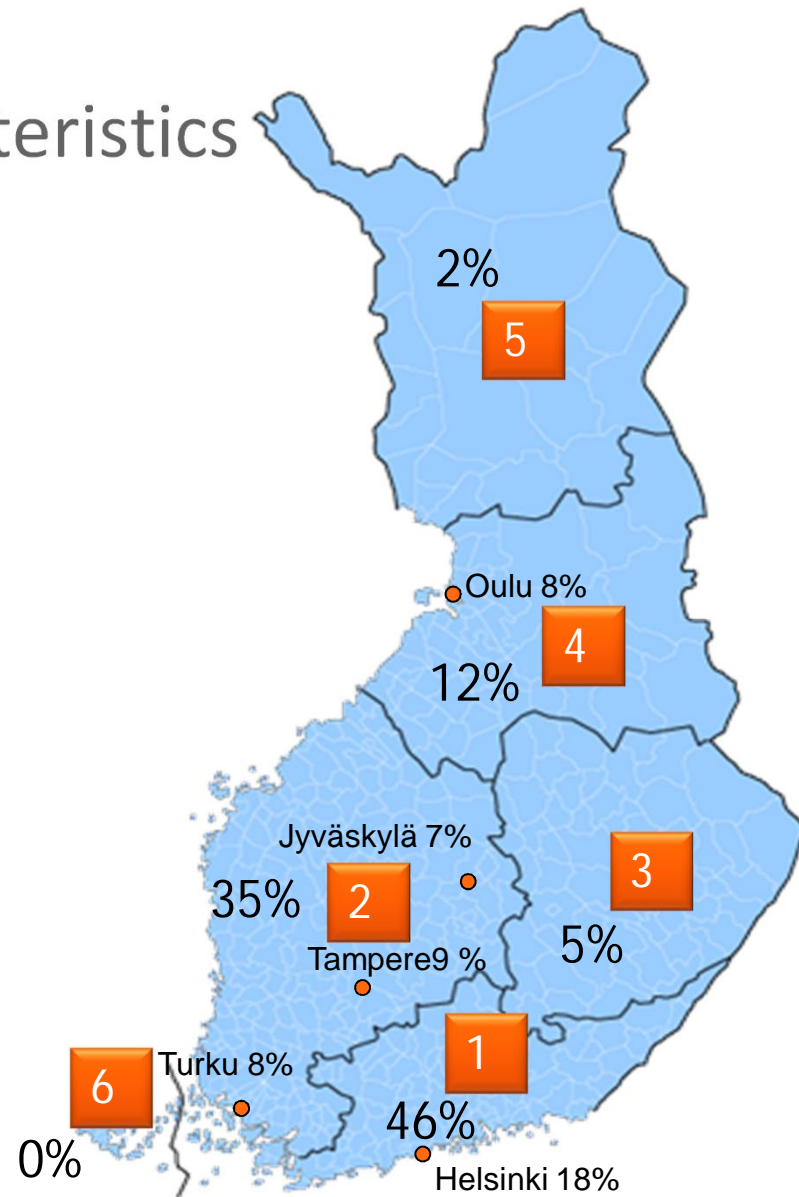 teristics
2%
5
Oulu 8%
4
12%
Jyväskylä 7%
3
35%
2
5%
Tampere9 %
1
Turku 8%
6
46%
0%
Helsinki 18%